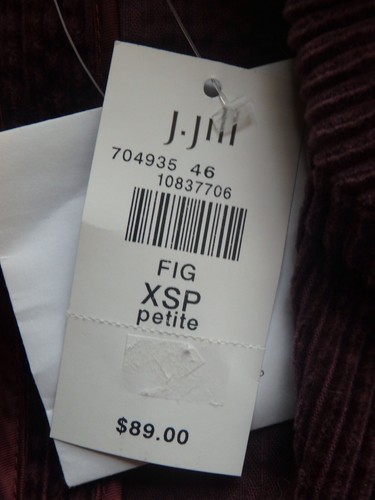 J.Jill
704935 46
10837706
FIG
XSP
petite
$89.00